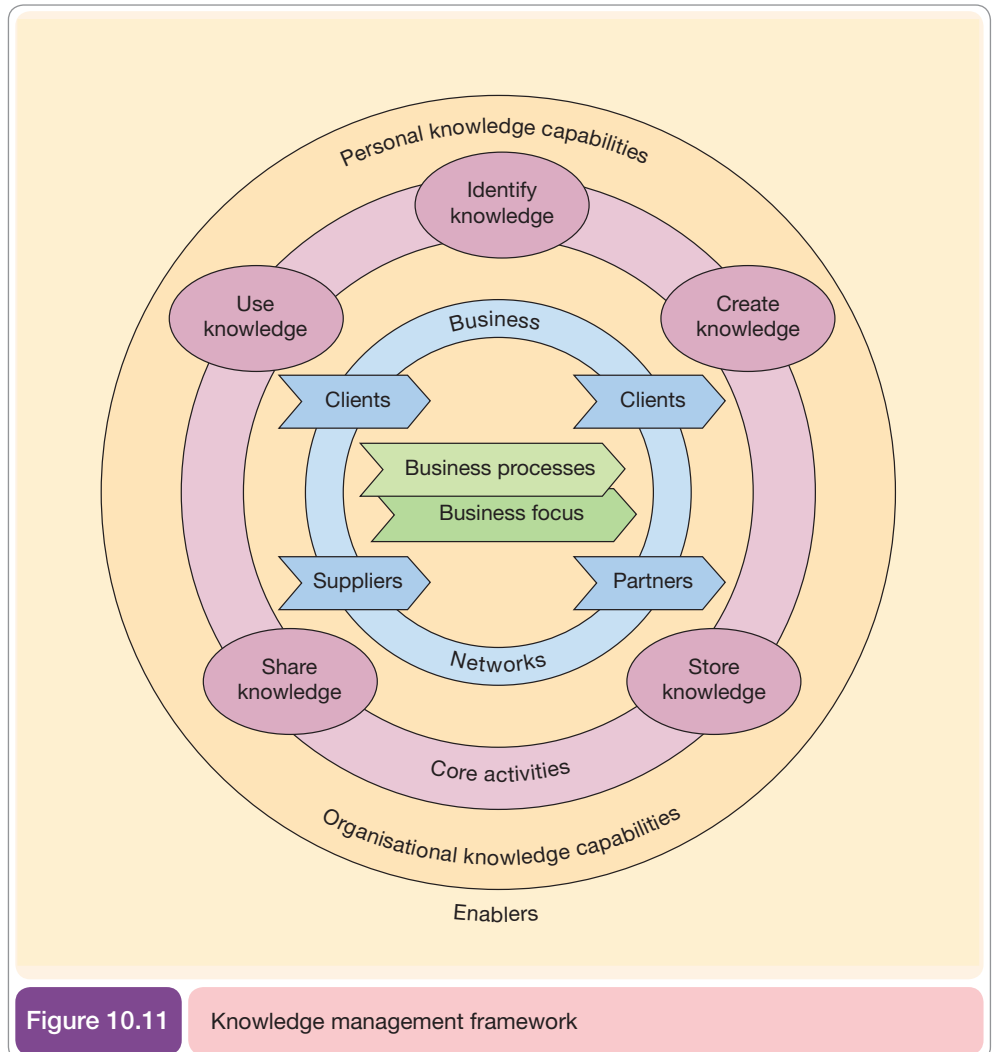 Personal knowledge capabilities
Identify
knowledge
Use
knowledge
Create
knowledge
Business
Clients
Clients
Business processes
Business focus
Suppliers
Partners
Networks
Share
knowledge
Store
knowledge
Core activities
Organisational knowledge capabilities
Enablers
Figure 10.11
Knowledge management framework